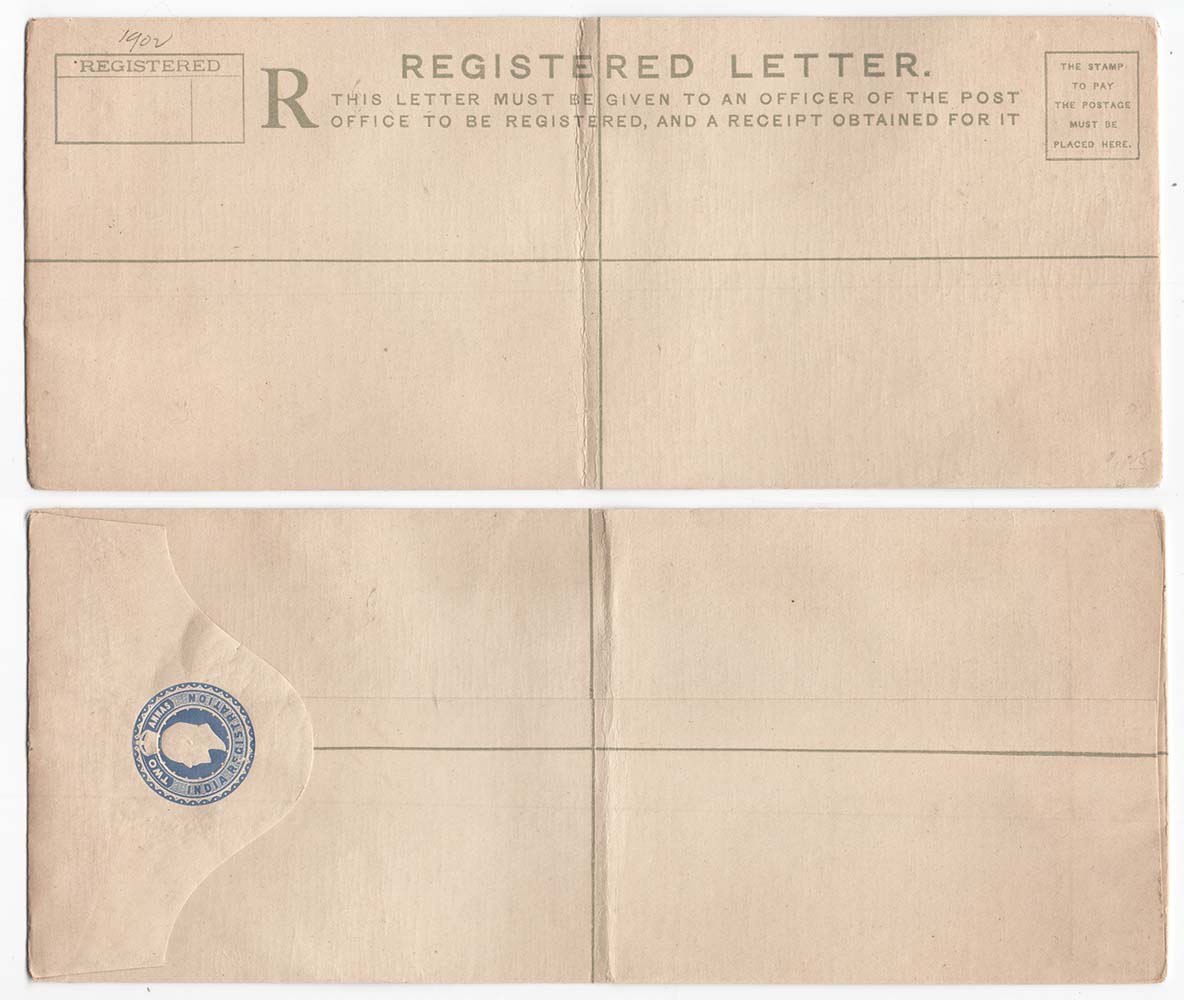 1902
REGISTERED
R
REGISTERED LETTER.
THIS LETTER MUST BE GIVEN TO AN OFFICER OF THE POST
OFFICE TO BE REGISTERED, AND A RECEIPT OBTAINED FOR IT
THE STAMP
TO PAY
THE POSTAGE
MUST BE
PLACED HERE.
INDIA REGISTRATION
TWO ANNAS